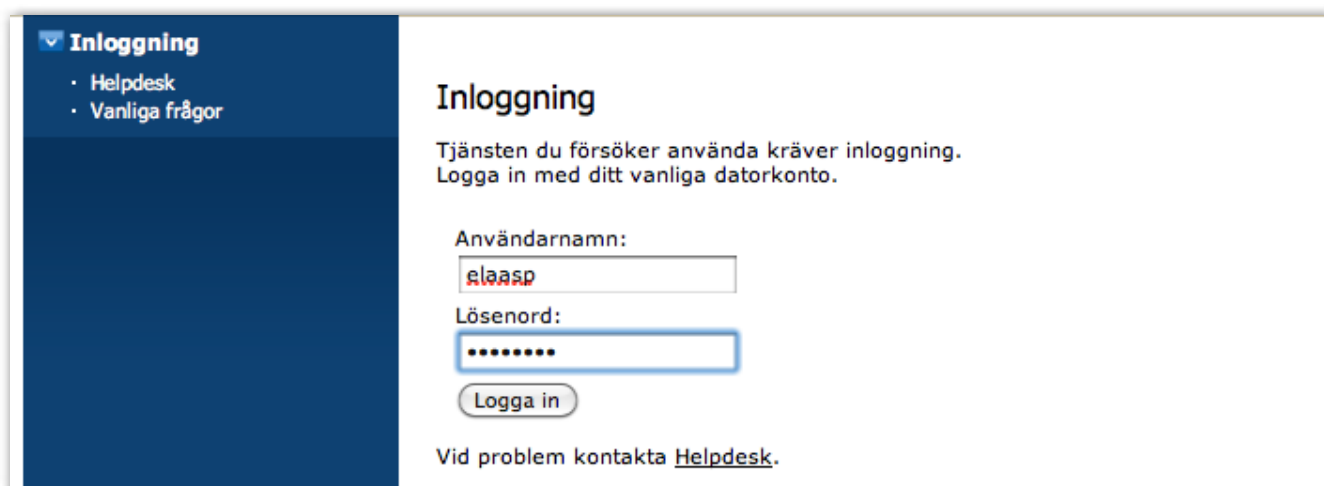 Inloggning
· Helpdesk
· Vanliga frågor
Inloggning
Tjänsten du försöker använda kräver inloggning.
Logga in med ditt vanliga datorkonto.
Användarnamn:
elaasp
Lösenord:
••••••••
Logga in
Vid problem kontakta Helpdesk.